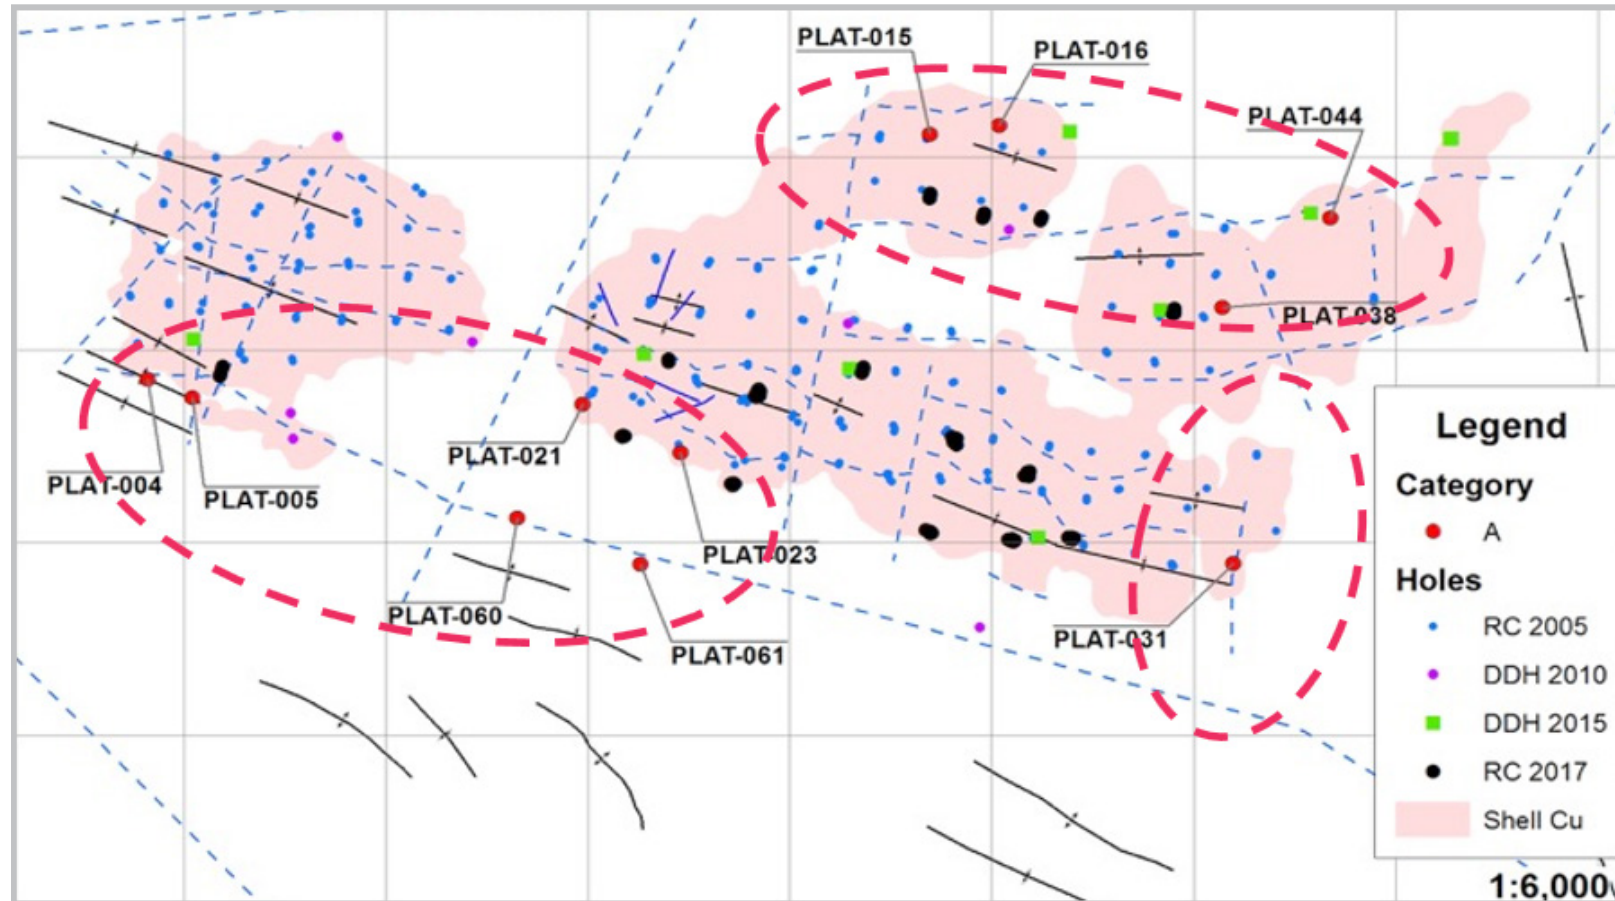 PLAT-015
PLAT-016
PLAT-044
PLAT-038
PLAT-021
PLAT-004
PLAT-005
PLAT-023
PLAT-060
PLAT-061
PLAT-031
Legend
Category
A
Holes
RC 2005
DDH 2010
DDH 2015
RC 2017
Shell Cu
1:6,000